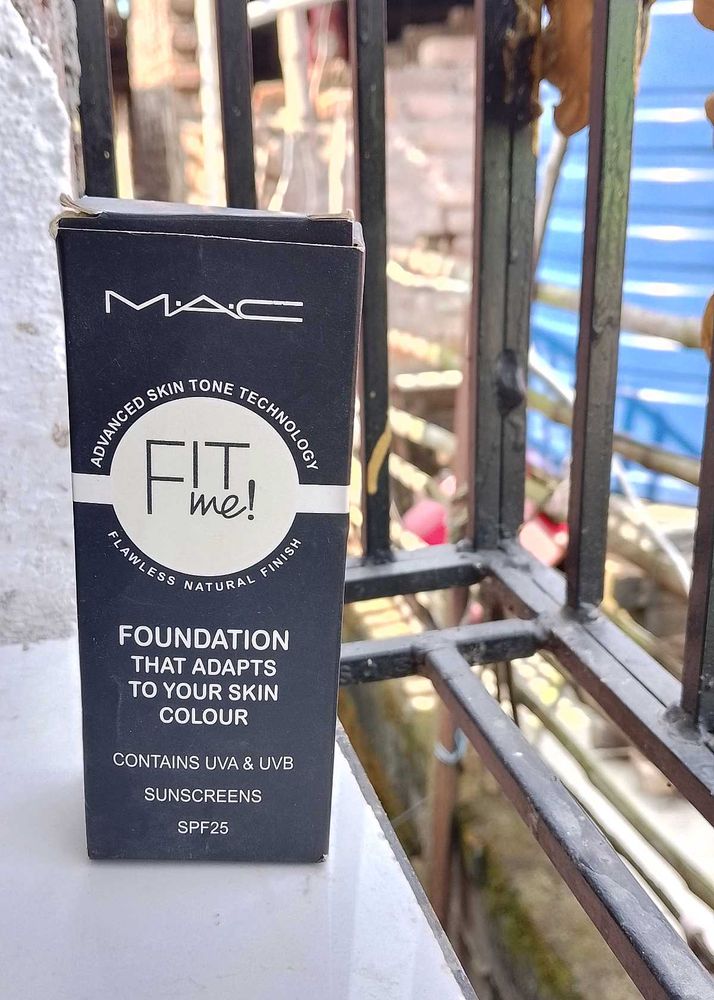 M·A·C
ADVANCED SKIN TONE TECHNOLOGY
FIT
me!
FLAWLESS NATURAL FINISH
FOUNDATION
THAT ADAPTS
TO YOUR SKIN
COLOUR
CONTAINS UVA & UVB
SUNSCREENS
SPF25